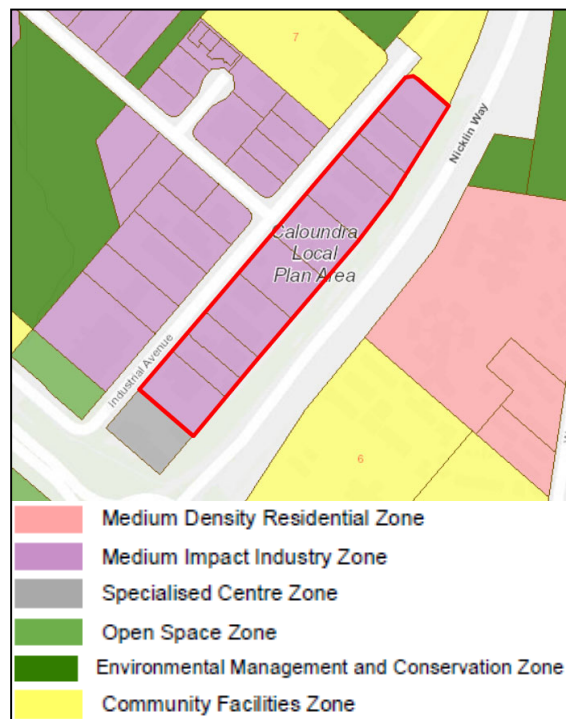 7
Nicklin Way
Caloundra
Local
Plan Area
Industrial Avenue
6
Medium Density Residential Zone
Medium Impact Industry Zone
Specialised Centre Zone
Open Space Zone
Environmental Management and Conservation Zone
Community Facilities Zone